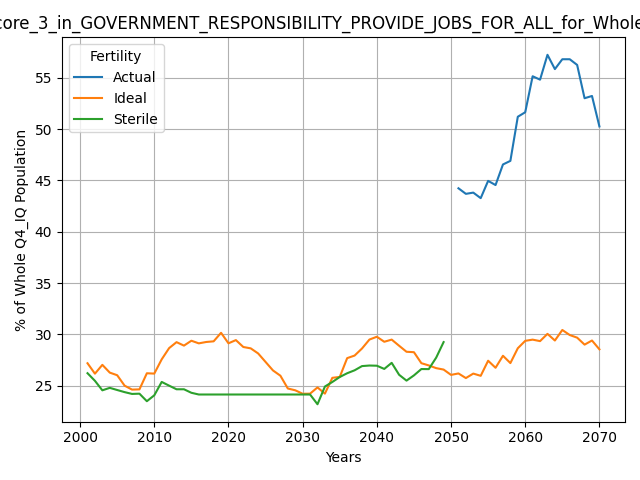 core_3_in_GOVERNMENT_RESPONSIBILITY_PROVIDE_JOBS_FOR_ALL_for_Whole
Fertility
Actual
Ideal
Sterile
% of Whole Q4_IQ Population
55
50
45
40
35
30
25
2000 2010 2020 2030 2040 2050 2060 2070
Years